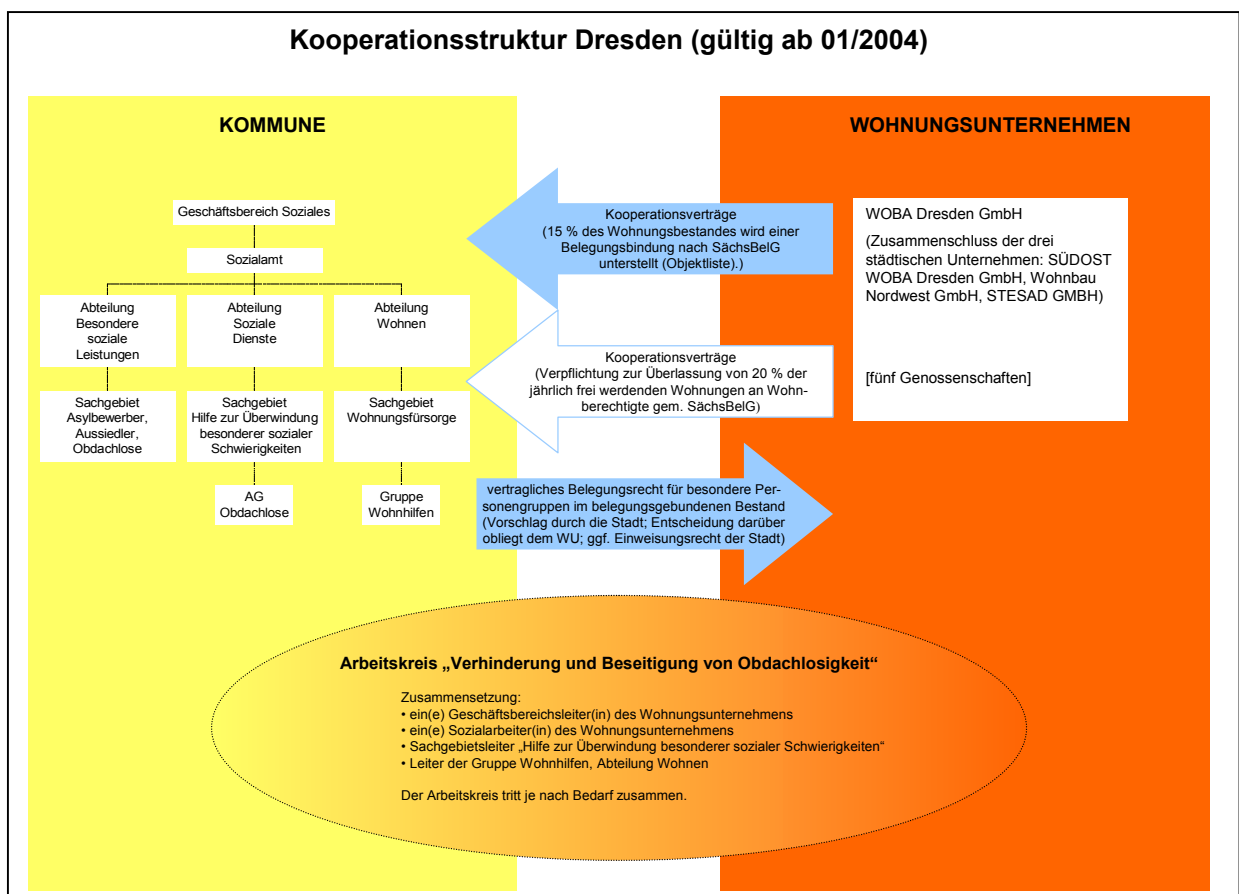 Kooperationsstruktur Dresden (gültig ab 01/2004)
KOMMUNE
Geschäftsbereich Soziales
Sozialamt
Abteilung
Besondere
soziale
Leistungen
Abteilung
Soziale
Dienste
Abteilung
Wohnen
Sachgebiet
Asylbewerber,
Aussiedler,
Obdachlose
Sachgebiet
Hilfe zur Überwindung
besonderer sozialer
Schwierigkeiten
Sachgebiet
Wohnungsfürsorge
AG
Obdachlose
Gruppe
Wohnhilfen
Kooperationsverträge
(15 % des Wohnungsbestandes wird einer
Belegungsbindung nach SächsBelG
unterstellt (Objektliste).)
Kooperationsverträge
(Verpflichtung zur Überlassung von 20 % der
jährlich frei werdenden Wohnungen an Wohn-
berechtigte gem. SächsBelG)
vertragliches Belegungsrecht für besondere Per-
sonengruppen im belegungsgebundenen Bestand
(Vorschlag durch die Stadt; Entscheidung darüber
obliegt dem WU; ggf. Einweisungsrecht der Stadt)
WOHNUNGSUNTERNEHMEN
WOBA Dresden GmbH
(Zusammenschluss der drei
städtischen Unternehmen: SÜDOST
WOBA Dresden GmbH, Wohnbau
Nordwest GmbH, STESAD GMBH)
[fünf Genossenschaften]
Arbeitskreis „Verhinderung und Beseitigung von Obdachlosigkeit“
Zusammensetzung:
• ein(e) Geschäftsbereichsleiter(in) des Wohnungsunternehmens
• ein(e) Sozialarbeiter(in) des Wohnungsunternehmens
• Sachgebietsleiter „Hilfe zur Überwindung besonderer sozialer Schwierigkeiten“
• Leiter der Gruppe Wohnhilfen, Abteilung Wohnen
Der Arbeitskreis tritt je nach Bedarf zusammen.